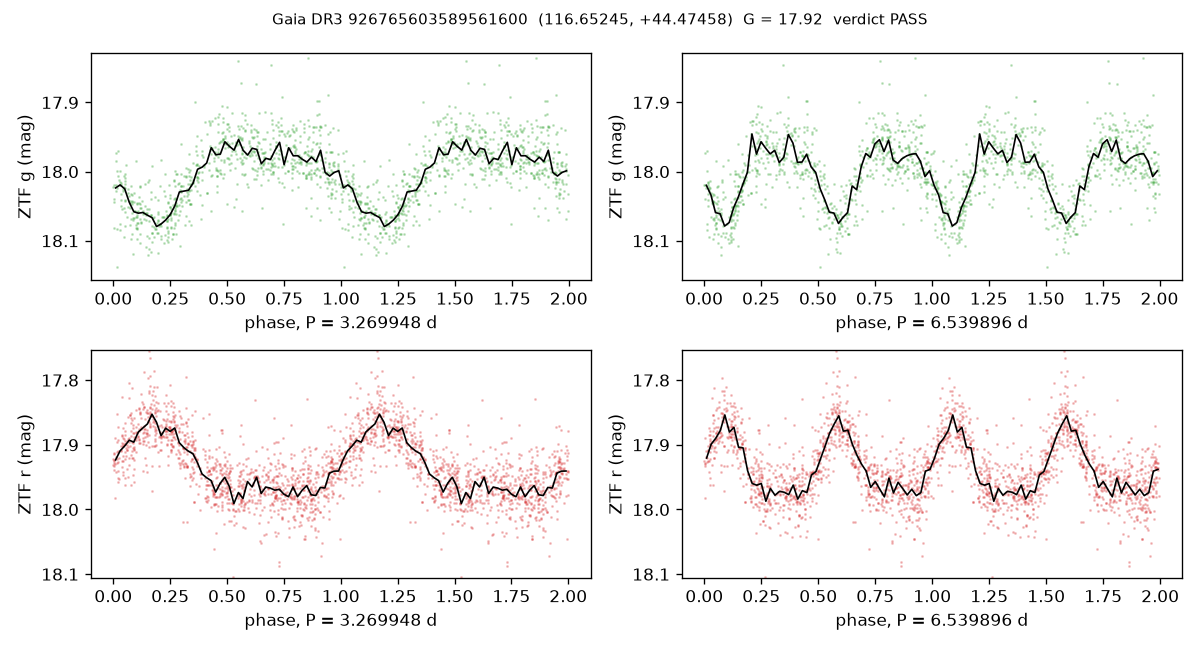 Gaia DR3 926765603589561600 (116.65245, +44.47458) G = 17.92 verdict PASS
ZTF g (mag)
17.9
18.0
18.1
0.00 0.25 0.50 0.75 1.00 1.25 1.50 1.75 2.00
phase, P = 3.269948 d
ZTF g (mag)
17.9
18.0
18.1
0.00 0.25 0.50 0.75 1.00 1.25 1.50 1.75 2.00
phase, P = 6.539896 d
ZTF r (mag)
17.8
17.9
18.0
18.1
0.00 0.25 0.50 0.75 1.00 1.25 1.50 1.75 2.00
phase, P = 3.269948 d
ZTF r (mag)
17.8
17.9
18.0
18.1
0.00 0.25 0.50 0.75 1.00 1.25 1.50 1.75 2.00
phase, P = 6.539896 d